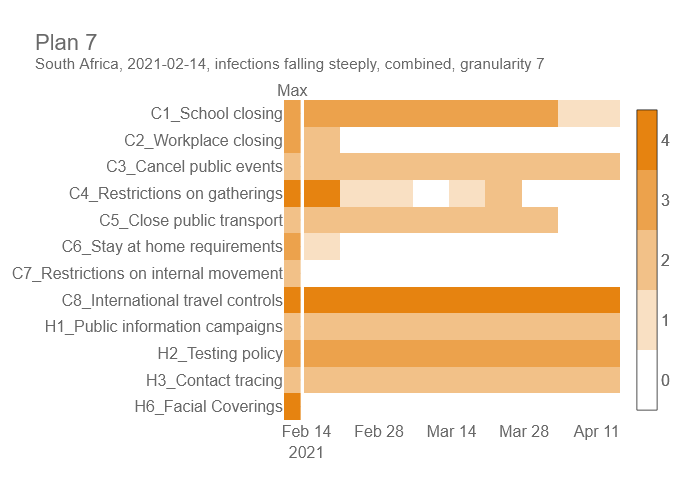 Plan 7
South Africa, 2021-02-14, infections falling steeply, combined, granularity 7
Max
C1_School closing
C2_Workplace closing
C3_Cancel public events
C4_Restrictions on gatherings
C5_Close public transport
C6_Stay at home requirements
C7_Restrictions on internal movement
C8_International travel controls
H1_Public information campaigns
H2_Testing policy
H3_Contact tracing
H6_Facial Coverings
4
3
2
1
0
Feb 14 Feb 28 Mar 14 Mar 28 Apr 11
2021